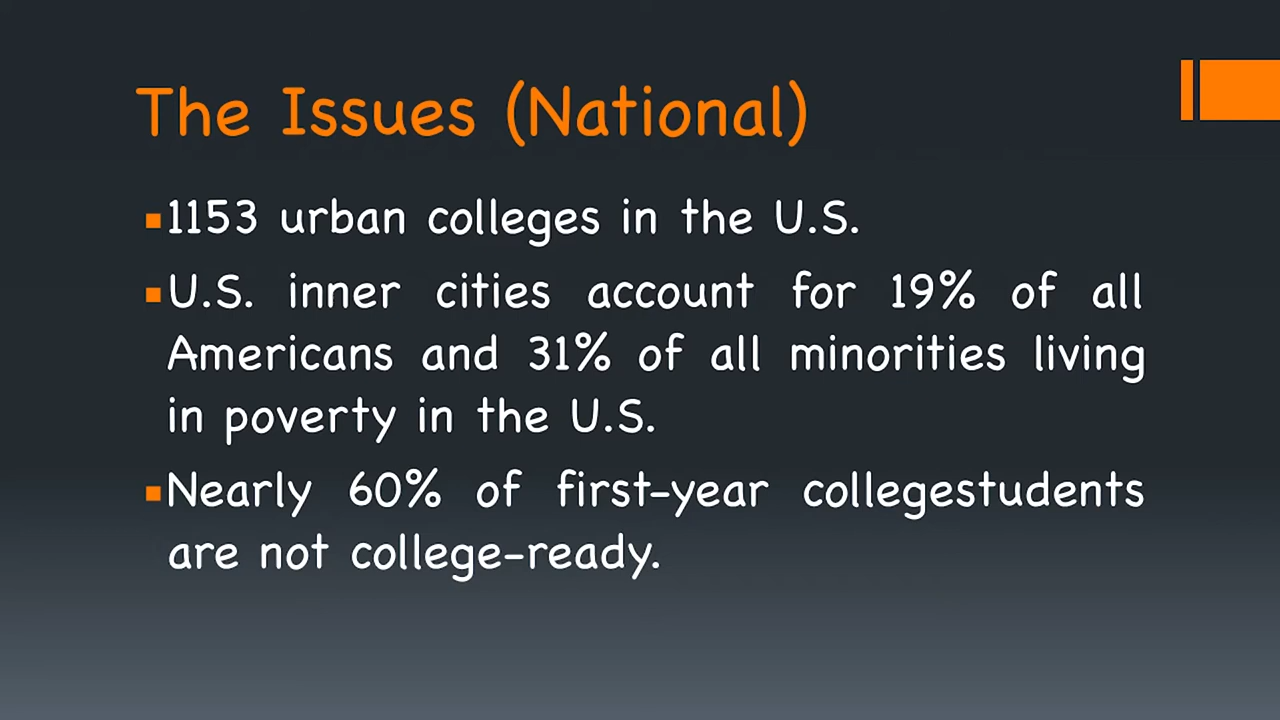 The Issues (National)
▪1153 urban colleges in the U.S.
▪U.S. inner cities account for 19% of all
Americans and 31% of all minorities living
in poverty in the U.S.
▪Nearly 60% of first-year collegestudents
are not college-ready.